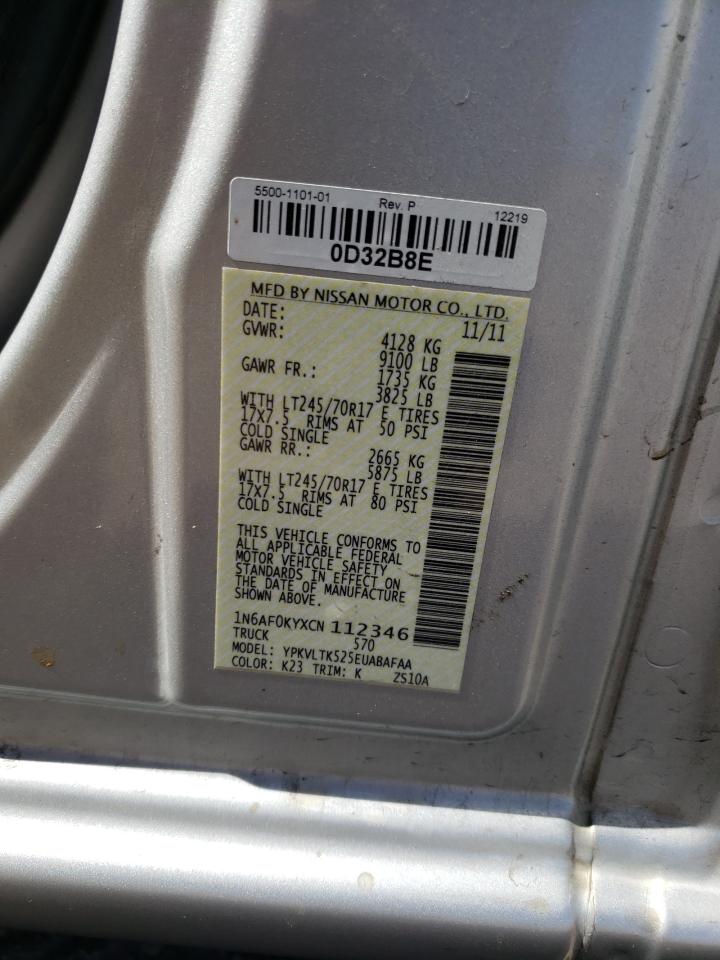 5500-1101-01 Rev. P 12219
0D32B8E
MFD BY NISSAN MOTOR CO., LTD.
DATE: 11/11
GVWR: 4128 KG
9100 LB
GAWR FR.: 1735 KG
3825 LB
WITH LT245/70R17 E TIRES
17X7.5 RIMS AT 50 PSI
COLD SINGLE
GAWR RR.: 2665 KG
5875 LB
WITH LT245/70R17 E TIRES
17X7.5 RIMS AT 80 PSI
COLD SINGLE
THIS VEHICLE CONFORMS TO
ALL APPLICABLE FEDERAL
MOTOR VEHICLE SAFETY
STANDARDS IN EFFECT ON
THE DATE OF MANUFACTURE
SHOWN ABOVE.
1N6AF0KYXCN 112346
TRUCK 570
MODEL: YPKVLTK525EUABAFAA
COLOR: K23 TRIM: K ZS10A